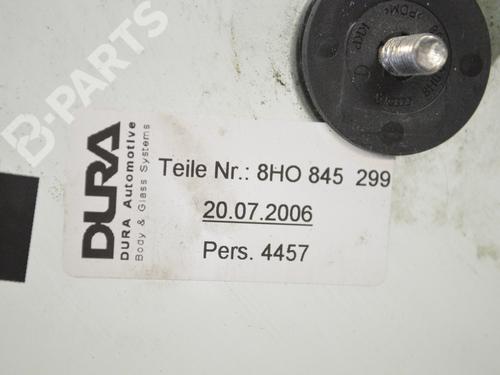 B-PARTS
DURA
DURA Automotive
Body & Glass Systems
Teile Nr.: 8HO 845 299
20.07.2006
Pers. 4457